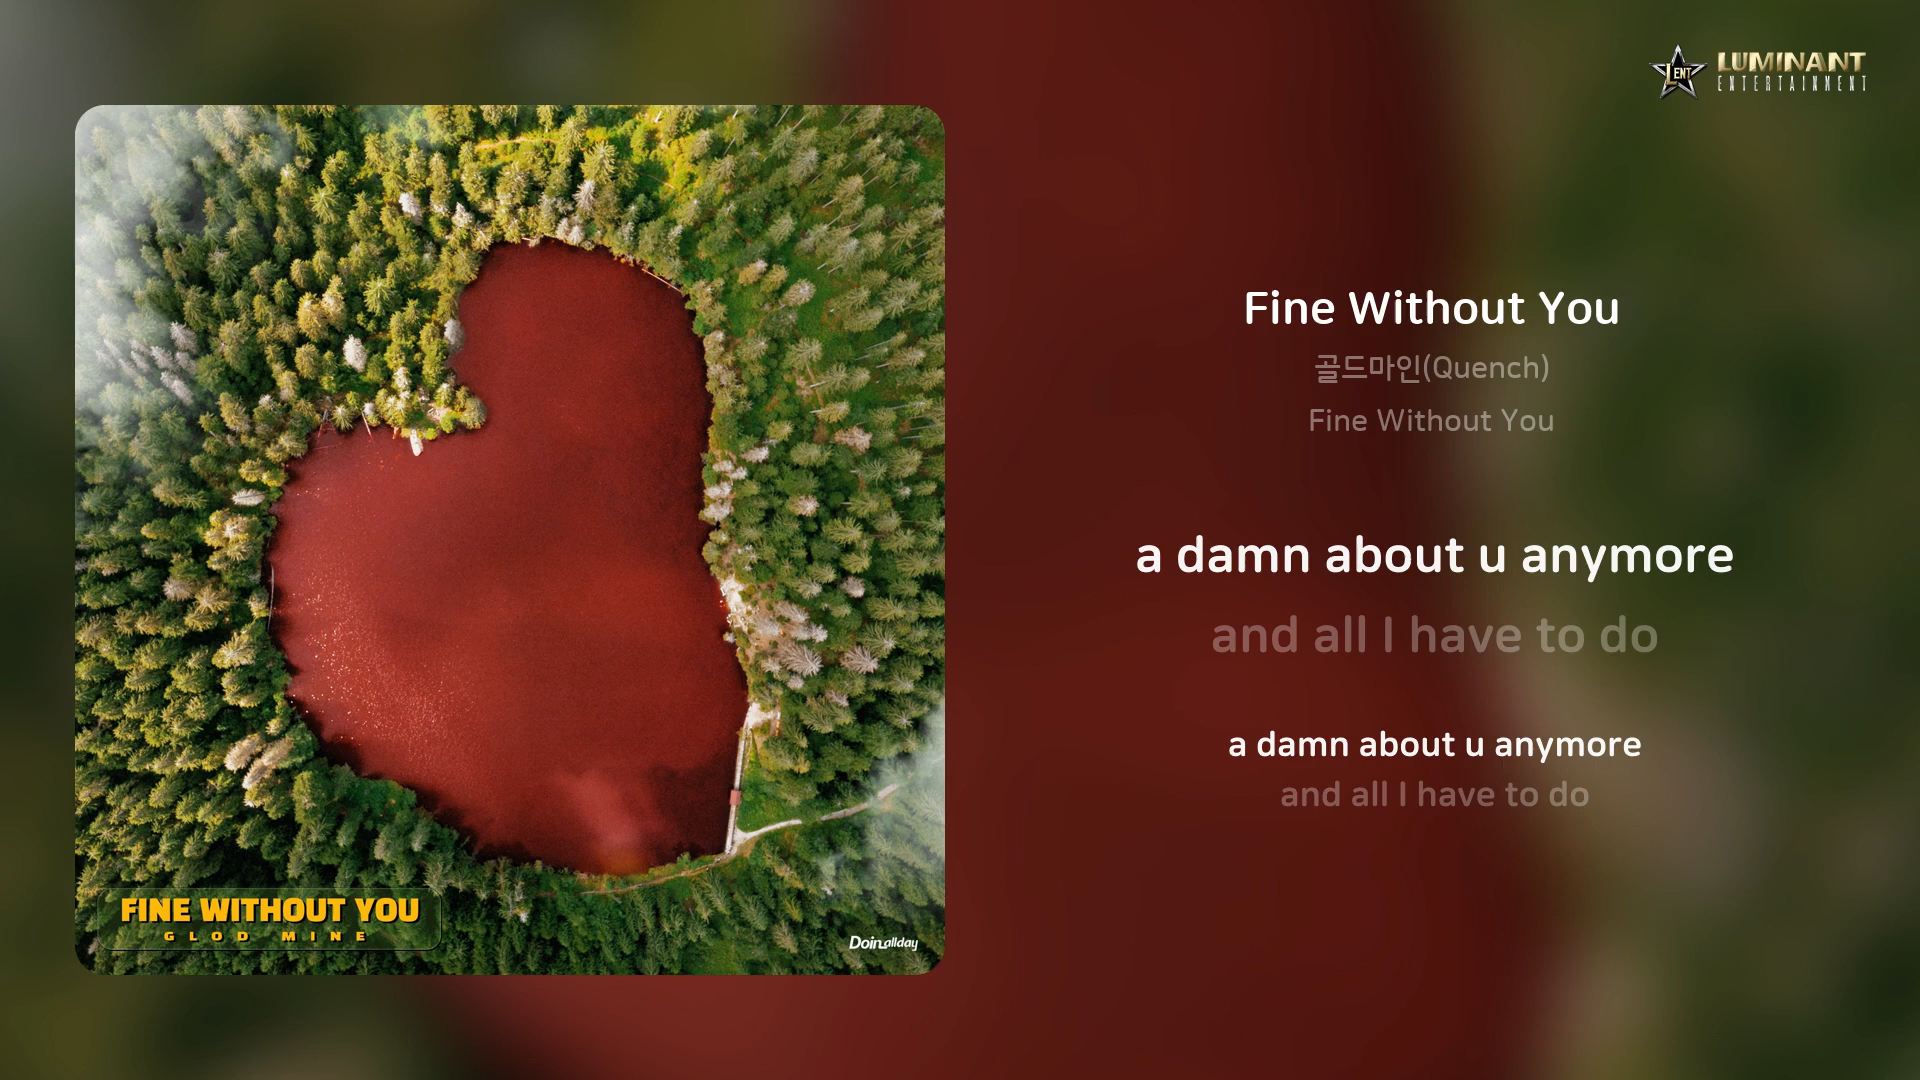 LENT
LUMINANT
ENTERTAINMENT
Fine Without You
골드마인(Quench)
Fine Without You
a damn about u anymore
and all I have to do
a damn about u anymore
and all I have to do
FINE WITHOUT YOU
GLOD MINE
Doinallday